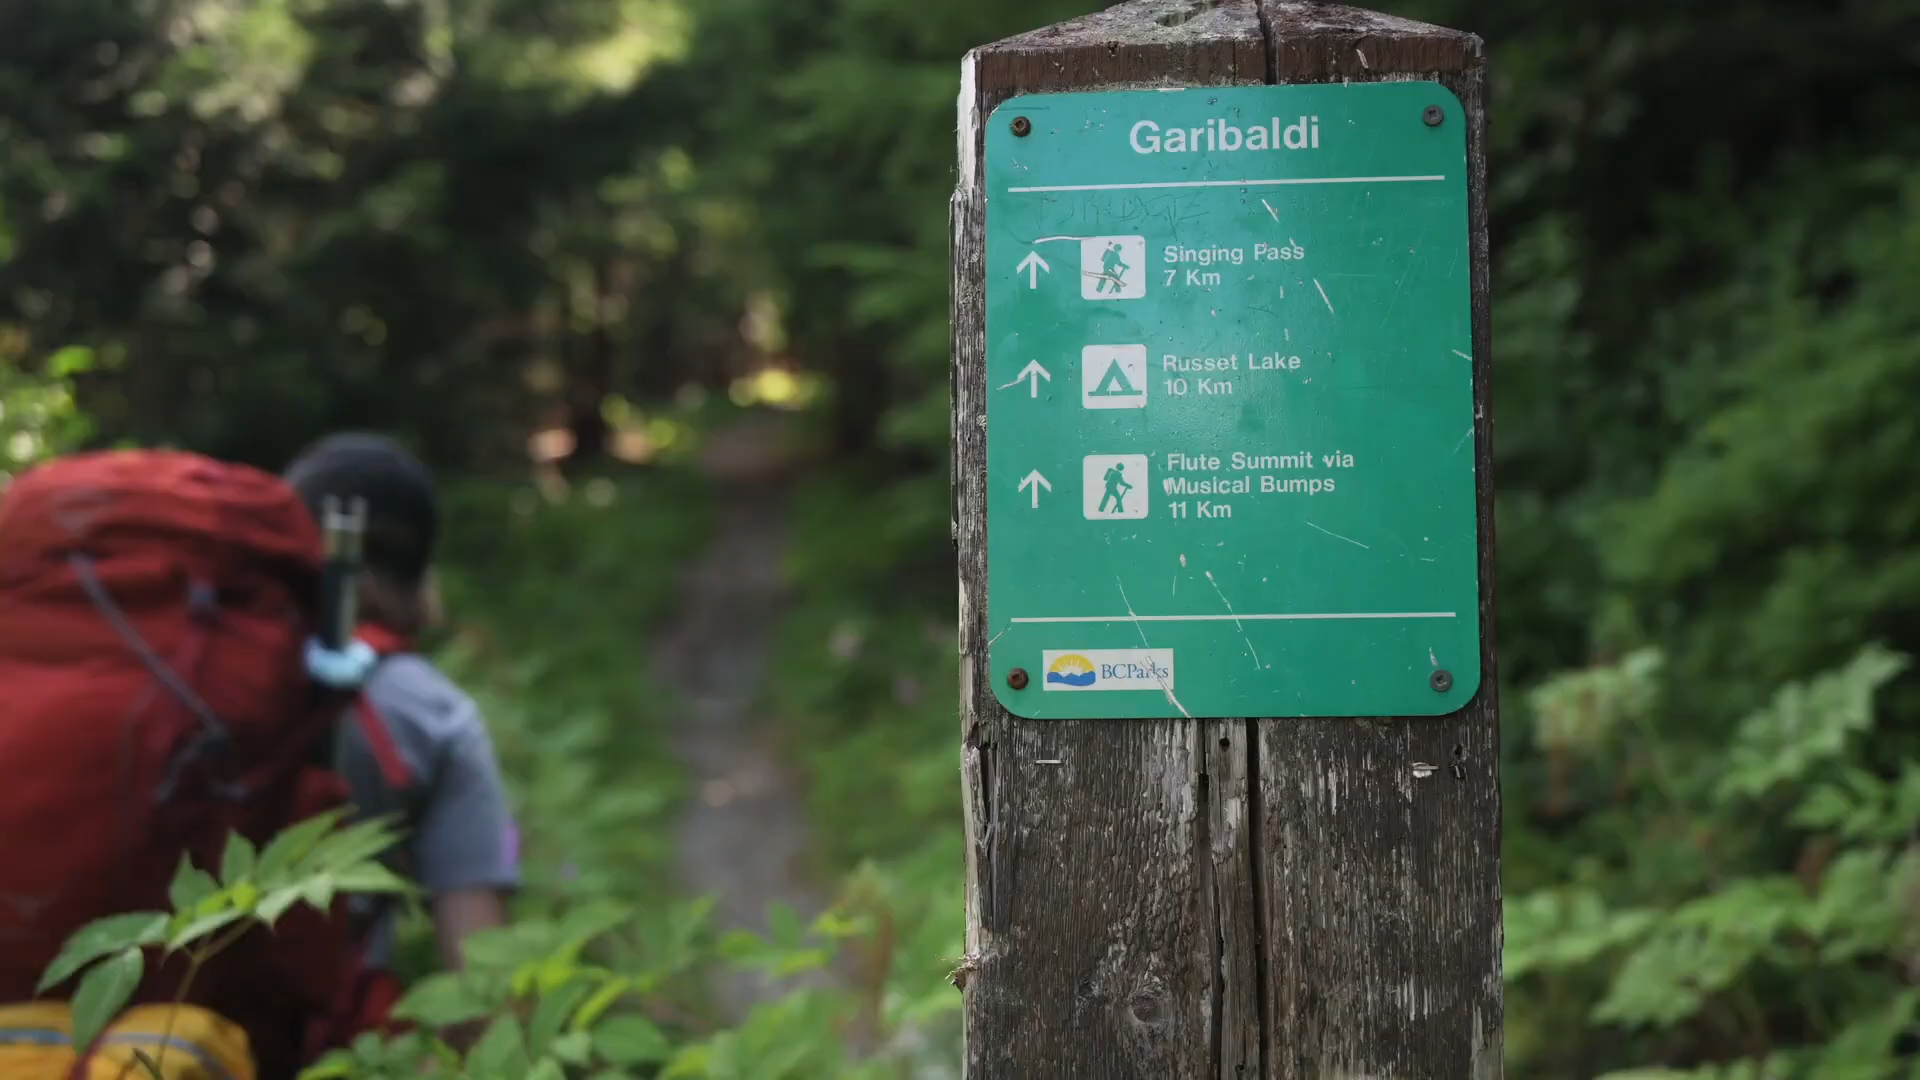 Garibaldi
Singing Pass
7 Km
Russet Lake
10 Km
Flute Summit via
Musical Bumps
11 Km
BCParks